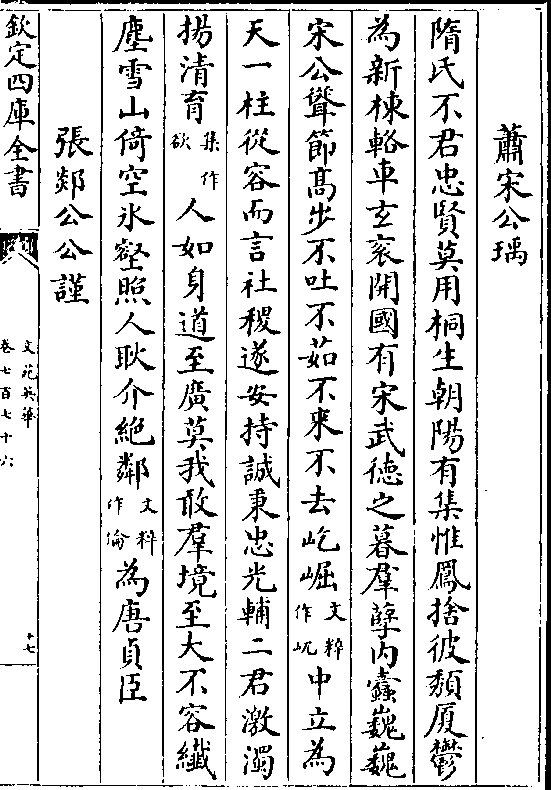 蕭宋公瑀
隋氏不君忠賢莫用桐生朝陽有集惟鳳捨彼頹厦鬱
為新棟輅車玄衮開國有宋武德之暮羣孽内蠹巍巍
宋公聳節髙步不吐不茹不來不去屹崛文粹作屼中立為
天一柱從容而言社稷遂安持誠秉忠光輔二君激濁
揚清育集作欲人如身道至廣莫我敢羣境至大不容纖
塵雪山倚空氷壑照人耿介絶鄰文粹作倫為唐貞臣
張郯公公謹
欽定四庫全書
文苑英華
卷七百七十六
十七